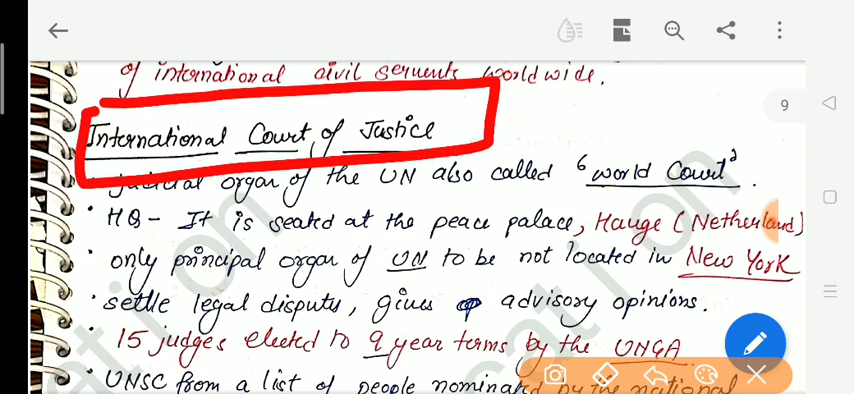 of international civil servents worldwide.
9
International Court of Justice
judicial organ of the UN also called 'world Court'.
• HQ - It is seated at the peace palace, Hauge (Netherland)
• only principal organ of UN to be not located in New York
• settle legal disputy, gives advisory opinions.
• 15 judges elected to 9 year terms by the UNGA
• UNSC from a list of people nominated by the national